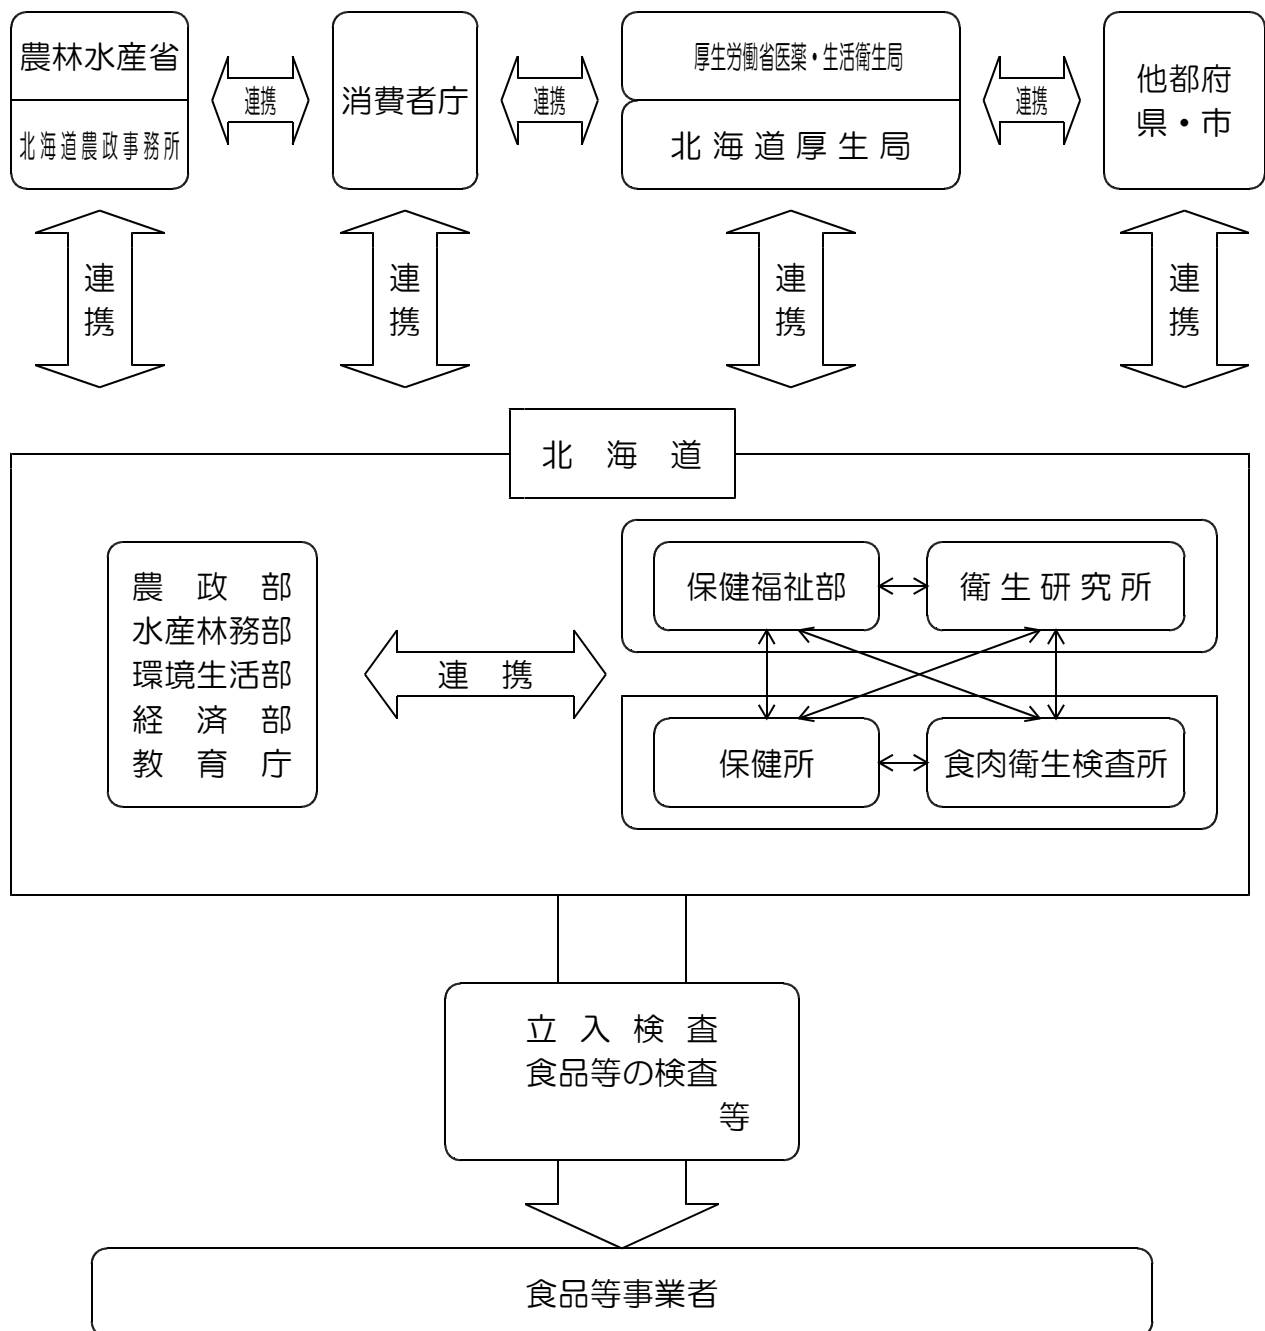 農林水産省
北海道農政事務所
連携
消費者庁
連携
厚生労働省医薬・生活衛生局
北海道厚生局
連携
他都府
県・市
連
携
連
携
連
携
連
携
北　海　道
農　政　部
水産林務部
環境生活部
経　済　部
教　育　庁
連　携
保健福祉部
衛生研究所
保健所
食肉衛生検査所
立入検査
食品等の検査
等
食品等事業者